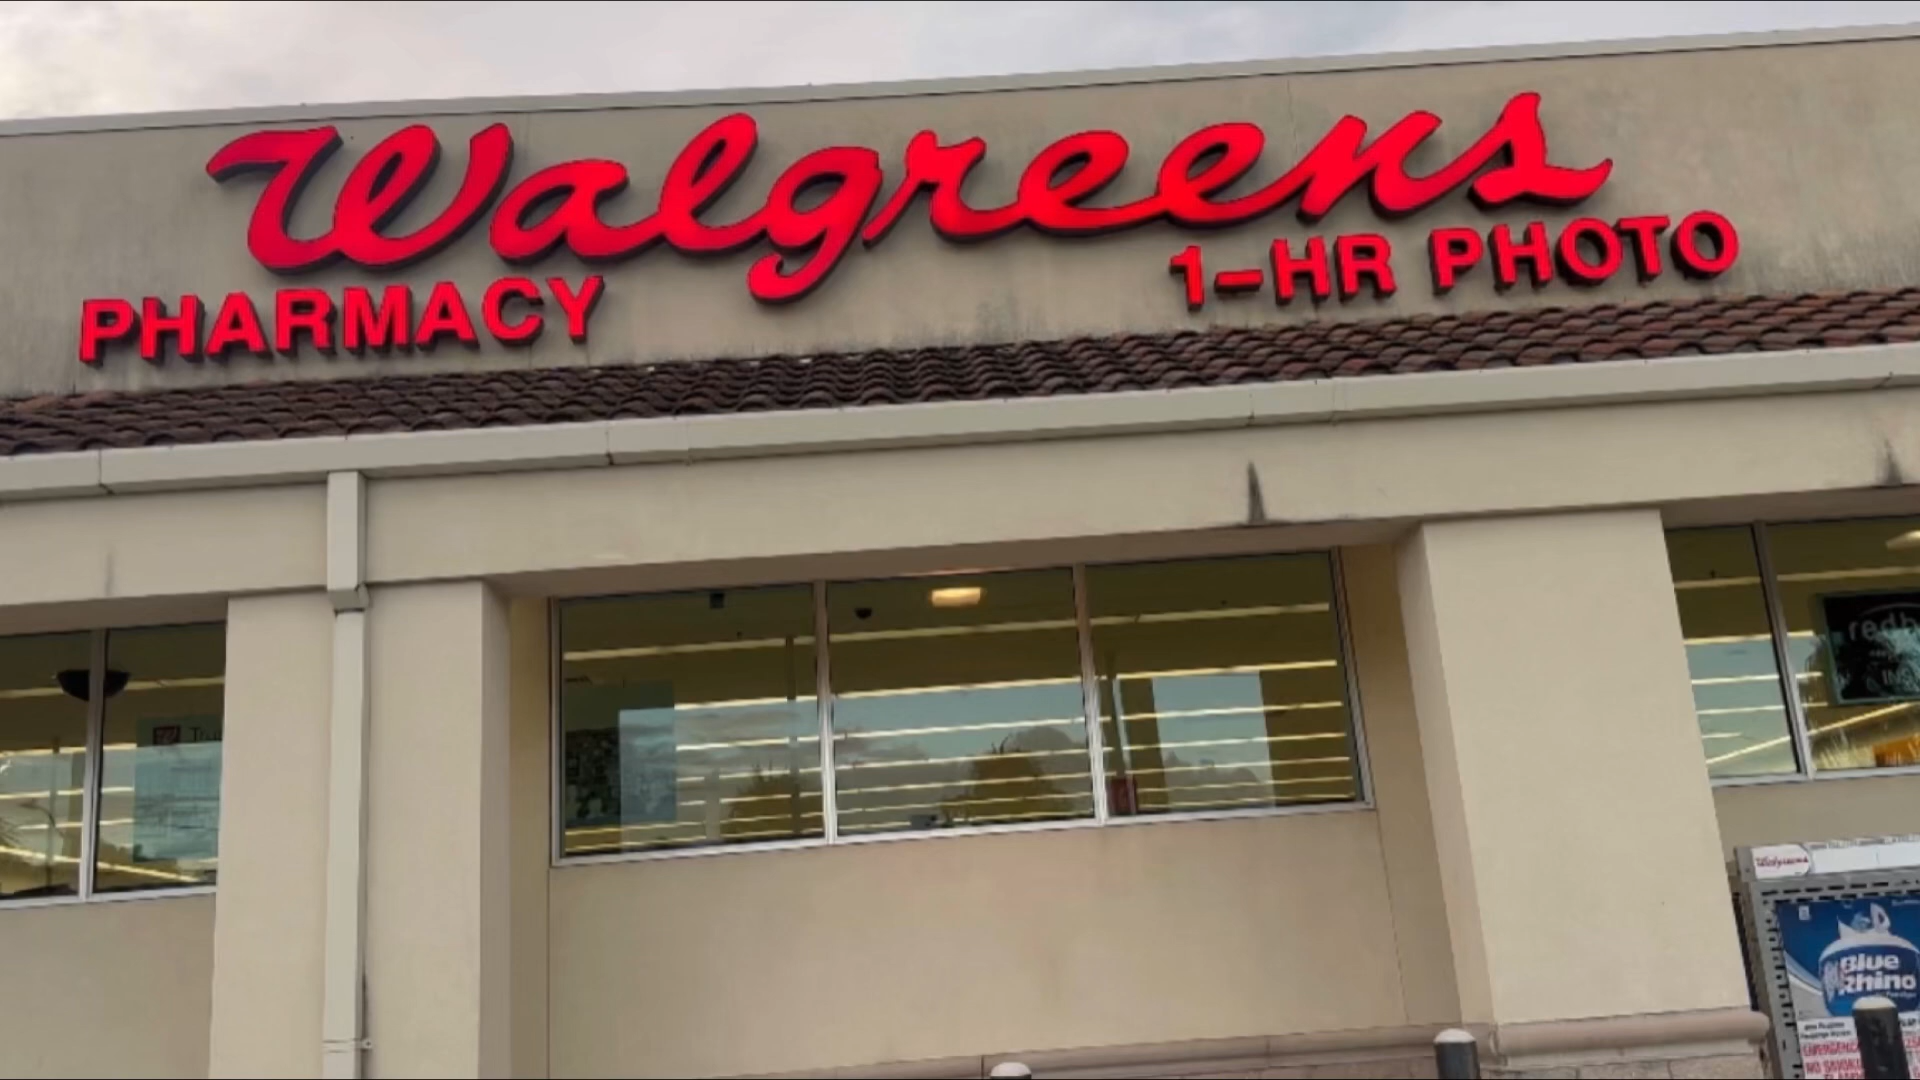 Walgreens
PHARMACY
1-HR PHOTO
Walgreens
Blue
Rhino